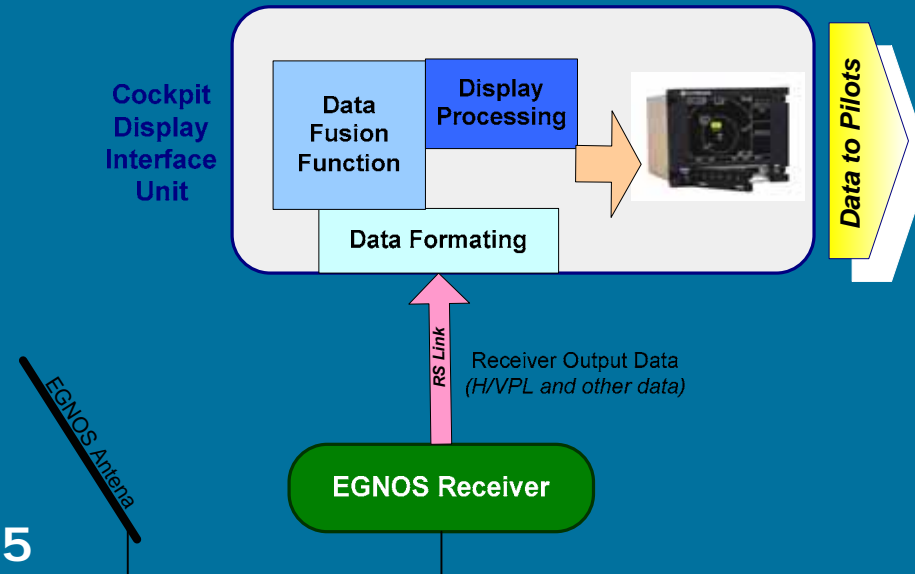 Cockpit
Display
Interface
Unit
Data
Fusion
Function
Display
Processing
Data Formating
Data to Pilots
RS Link
Receiver Output Data
(H/VPL and other data)
EGNOS Antena
EGNOS Receiver
5